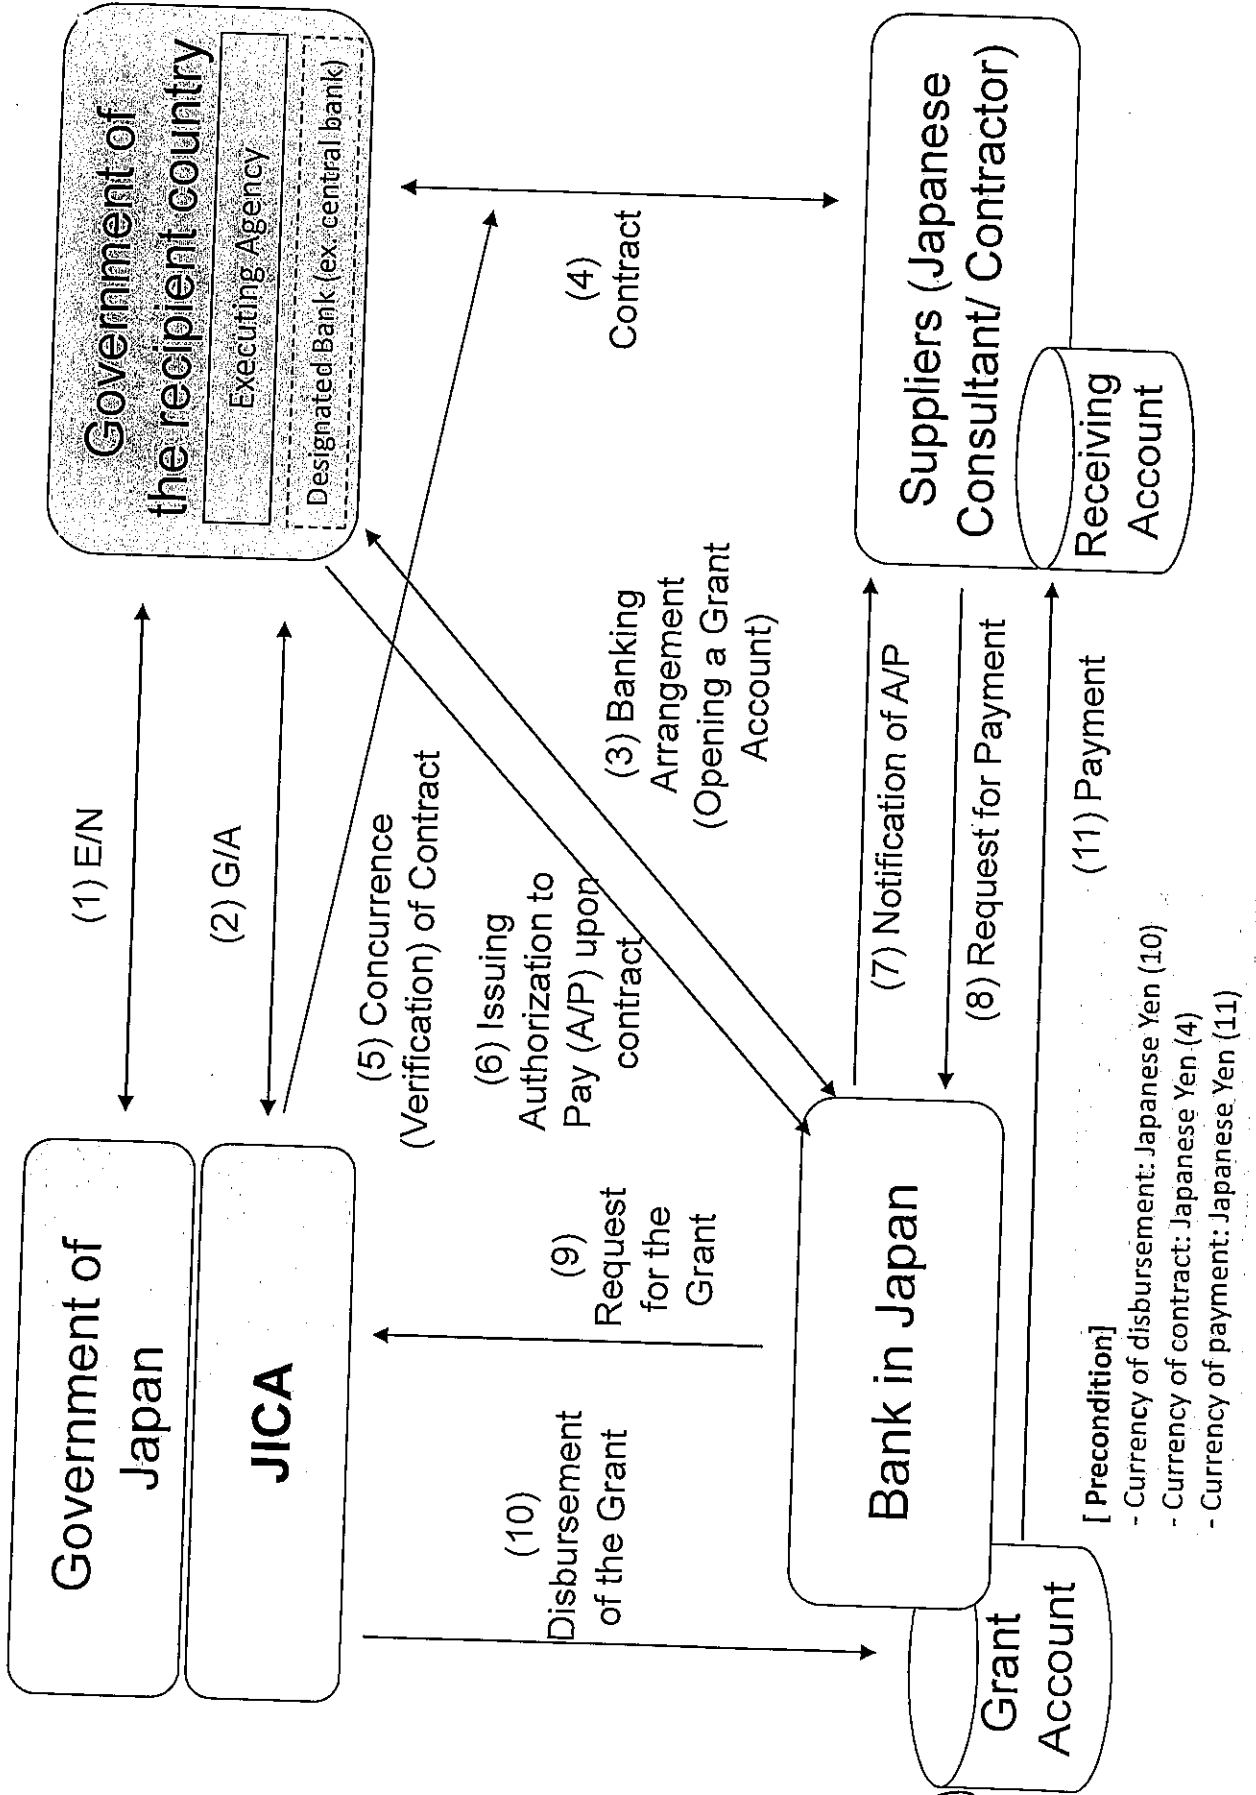 Government of
Japan
JICA
(1) E/N
(2) G/A
Government of
the recipient country
Executing Agency
Designated Bank (ex. central bank)
(5) Concurrence
(Verification) of Contract
(6) Issuing
Authorization to
Pay (A/P) upon
contract
(10)
Disbursement
of the Grant
(9)
Request
for the
Grant
(3) Banking
Arrangement
(Opening a Grant
Account)
(4)
Contract
Bank in Japan
Grant
Account
(7) Notification of A/P
(8) Request for Payment
(11) Payment
Suppliers (Japanese
Consultant/ Contractor)
Receiving
Account
[ Precondition]
- Currency of disbursement: Japanese Yen (10)
- Currency of contract: Japanese Yen (4)
- Currency of payment: Japanese Yen (11)